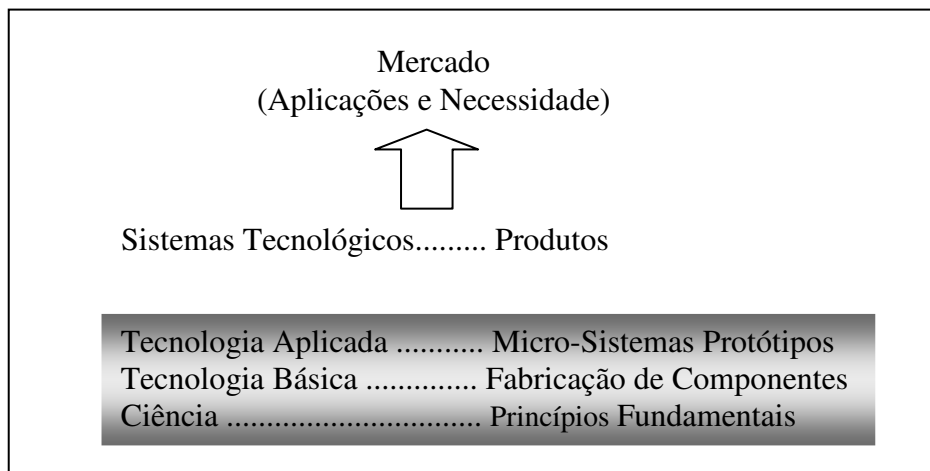 Mercado
(Aplicações e Necessidade)
Sistemas Tecnológicos......... Produtos
Tecnologia Aplicada ........... Micro-Sistemas Protótipos
Tecnologia Básica .............. Fabricação de Componentes
Ciência ................................ Princípios Fundamentais